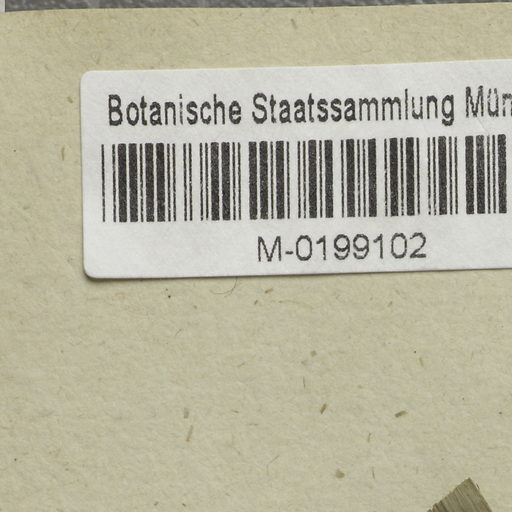 Botanische Staatssammlung Mün
M-0199102